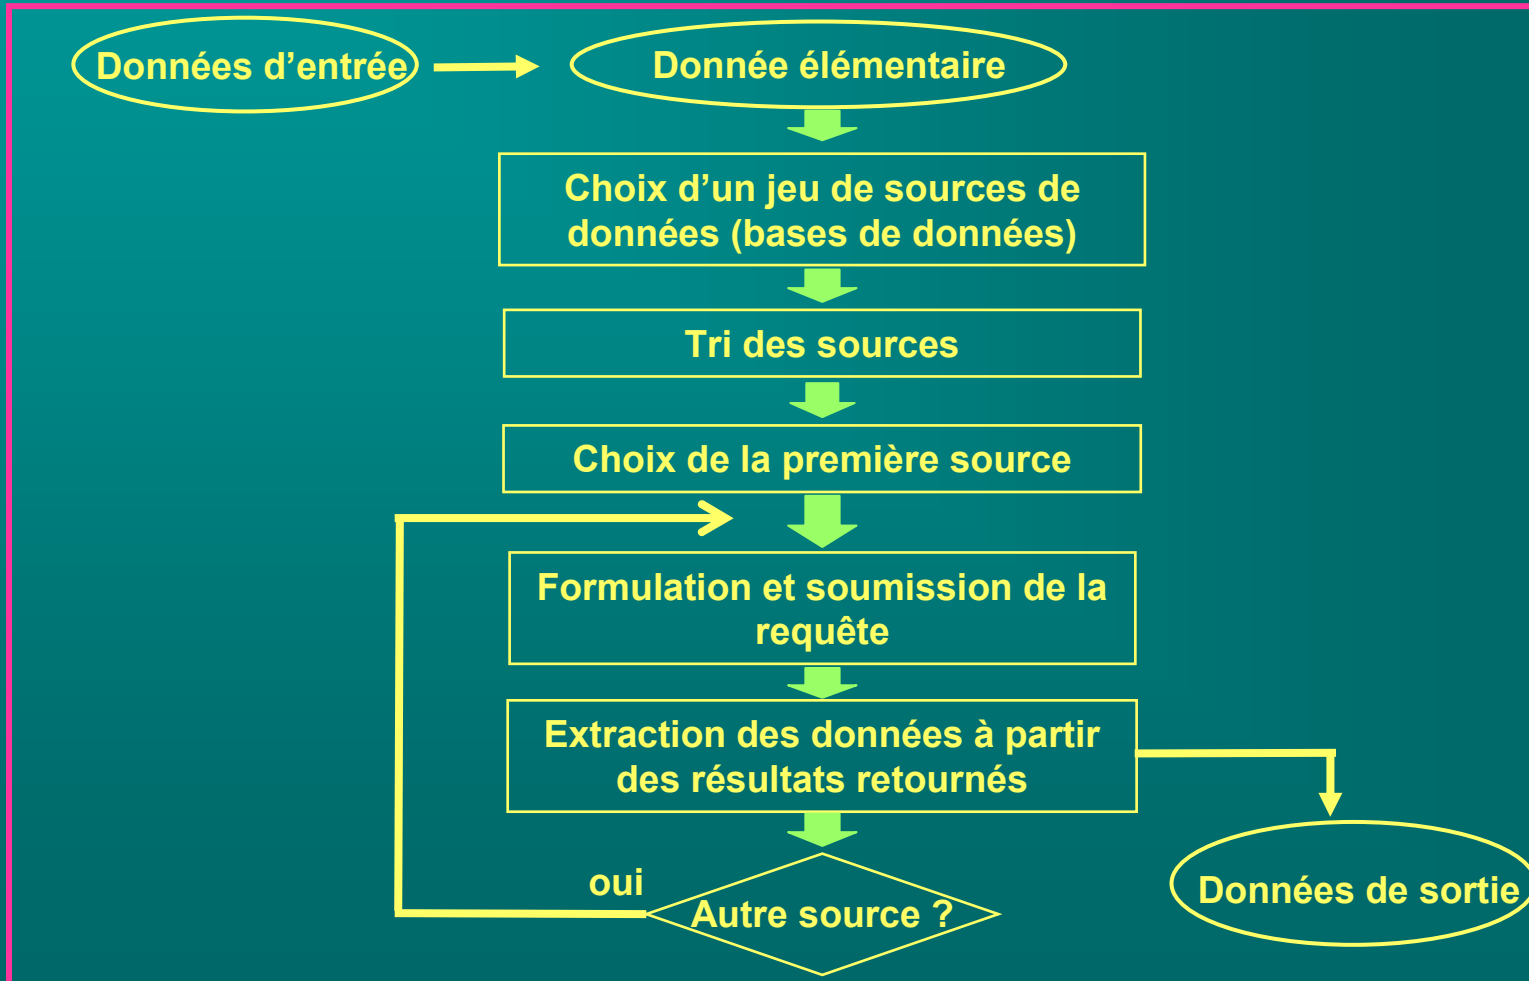 Données d’entrée
Donnée élémentaire
Choix d’un jeu de sources de
données (bases de données)
Tri des sources
Choix de la première source
Formulation et soumission de la
requête
Extraction des données à partir
des résultats retournés
oui
Autre source ?
Données de sortie